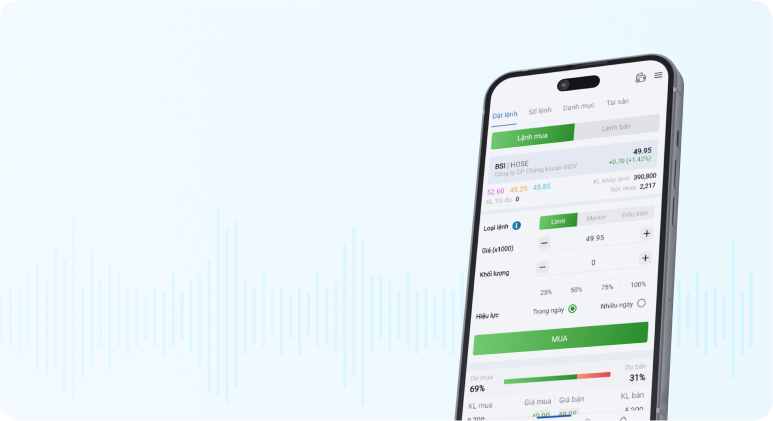 Đặt lệnh Sổ lệnh Danh mục Tài sản
Lệnh mua Lệnh bán
BSI | HOSE 49.95
Công ty CP Chứng khoán BIDV +0.70 (+1.42%)
52.60 49.25 45.85 KL khớp lệnh: 390,800
KL Tối đa: 0 Sức mua: 2,217
Loại lệnh i Limit Market Điều kiện
Giá (x1000) − 49.95 +
Khối lượng − 0 +
25% 50% 75% 100%
Hiệu lực Trong ngày Nhiều ngày
MUA
Dư mua Dư bán
69% 31%
KL mua Giá mua Giá bán KL bán
49.90 49.95 5,200